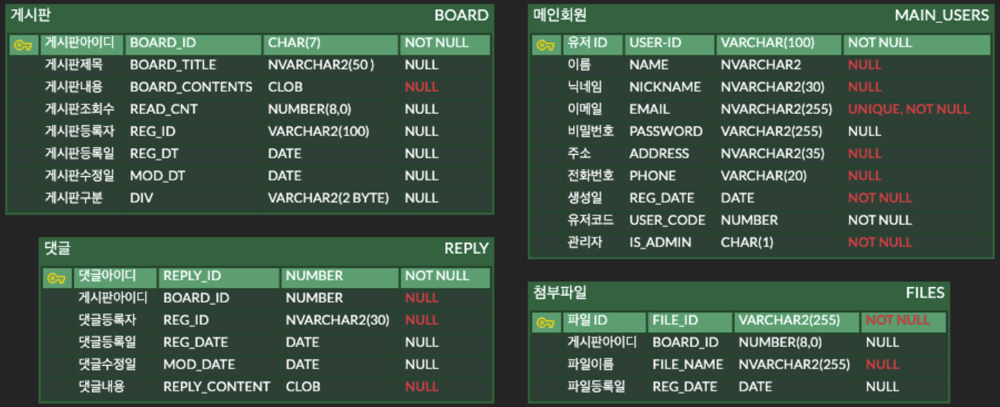 게시판 BOARD
게시판아이디 BOARD_ID CHAR(7) NOT NULL
게시판제목 BOARD_TITLE NVARCHAR2(50 ) NULL
게시판내용 BOARD_CONTENTS CLOB NULL
게시판조회수 READ_CNT NUMBER(8,0) NULL
게시판등록자 REG_ID VARCHAR2(100) NULL
게시판등록일 REG_DT DATE NULL
게시판수정일 MOD_DT DATE NULL
게시판구분 DIV VARCHAR2(2 BYTE) NULL
댓글 REPLY
댓글아이디 REPLY_ID NUMBER NOT NULL
게시판아이디 BOARD_ID NUMBER NULL
댓글등록자 REG_ID NVARCHAR2(30) NULL
댓글등록일 REG_DATE DATE NULL
댓글수정일 MOD_DATE DATE NULL
댓글내용 REPLY_CONTENT CLOB NULL
메인회원 MAIN_USERS
유저 ID USER-ID VARCHAR(100) NOT NULL
이름 NAME NVARCHAR2 NULL
닉네임 NICKNAME NVARCHAR2(30) NULL
이메일 EMAIL NVARCHAR2(255) UNIQUE, NOT NULL
비밀번호 PASSWORD VARCHAR2(255) NULL
주소 ADDRESS NVARCHAR2(35) NULL
전화번호 PHONE VARCHAR(20) NULL
생성일 REG_DATE DATE NOT NULL
유저코드 USER_CODE NUMBER NOT NULL
관리자 IS_ADMIN CHAR(1) NOT NULL
첨부파일 FILES
파일 ID FILE_ID VARCHAR2(255) NOT NULL
게시판아이디 BOARD_ID NUMBER(8,0) NULL
파일이름 FILE_NAME NVARCHAR2(255) NULL
파일등록일 REG_DATE DATE NULL